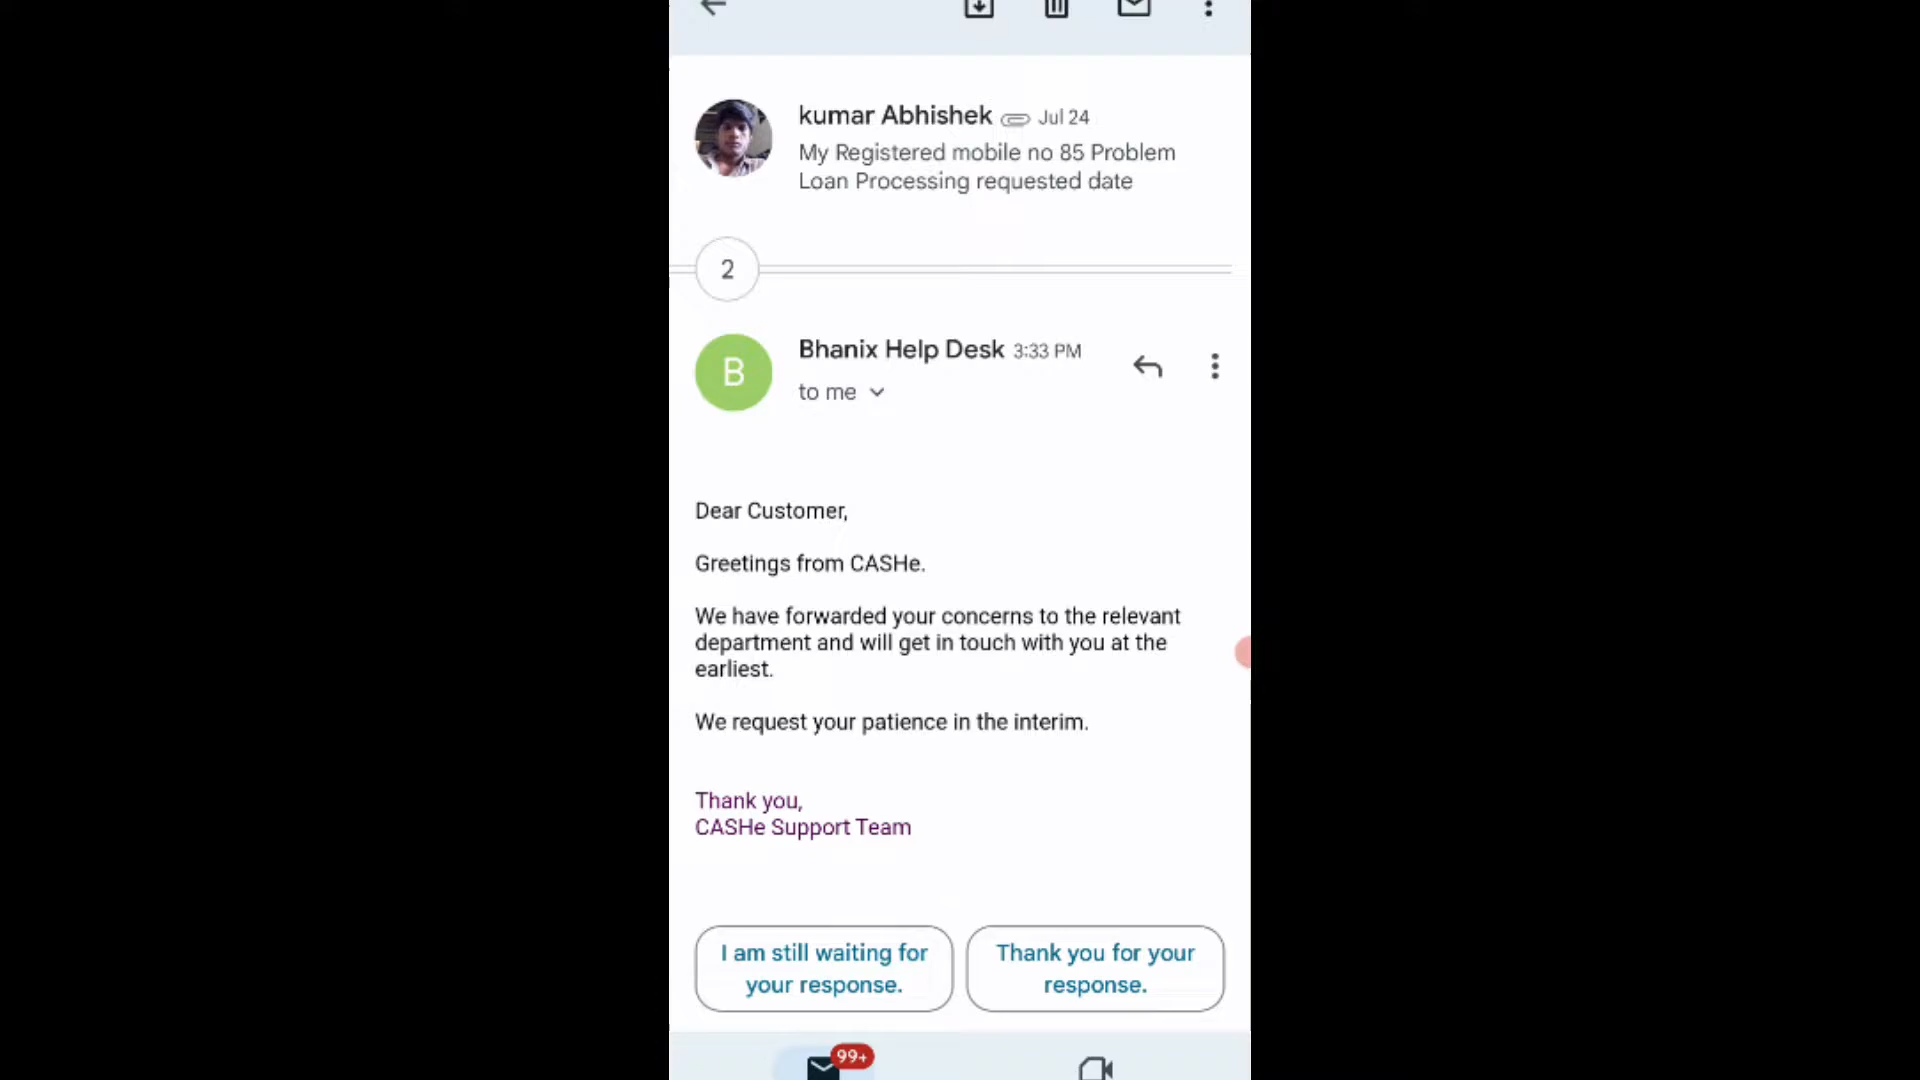 kumar Abhishek Jul 24
My Registered mobile no 85 Problem
Loan Processing requested date
2
B
Bhanix Help Desk 3:33 PM
to me
Dear Customer,
Greetings from CASHe.
We have forwarded your concerns to the relevant
department and will get in touch with you at the
earliest.
We request your patience in the interim.
Thank you,
CASHe Support Team
I am still waiting for
your response.
Thank you for your
response.
99+